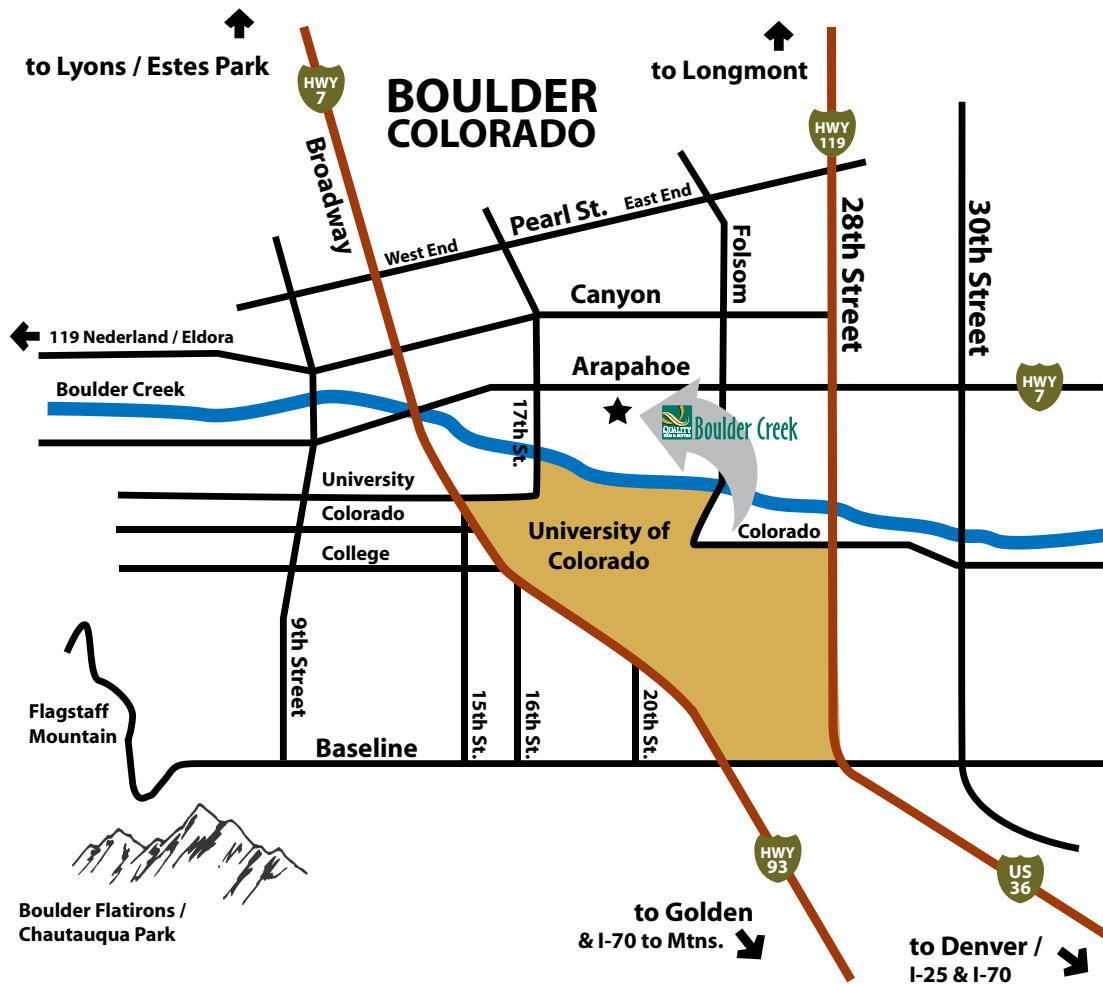 to Lyons / Estes Park
HWY
7
BOULDER
COLORADO
to Longmont
HWY
119
Broadway
West End
Pearl St.
East End
Folsom
28th Street
30th Street
Canyon
119 Nederland / Eldora
Arapahoe
Boulder Creek
HWY
7
17th St.
QUALITY
INN & SUITES
Boulder Creek
University
Colorado
College
University of
Colorado
Colorado
9th Street
15th St.
16th St.
20th St.
Flagstaff
Mountain
Baseline
HWY
93
US
36
Boulder Flatirons /
Chautauqua Park
to Golden
& I-70 to Mtns.
to Denver /
I-25 & I-70